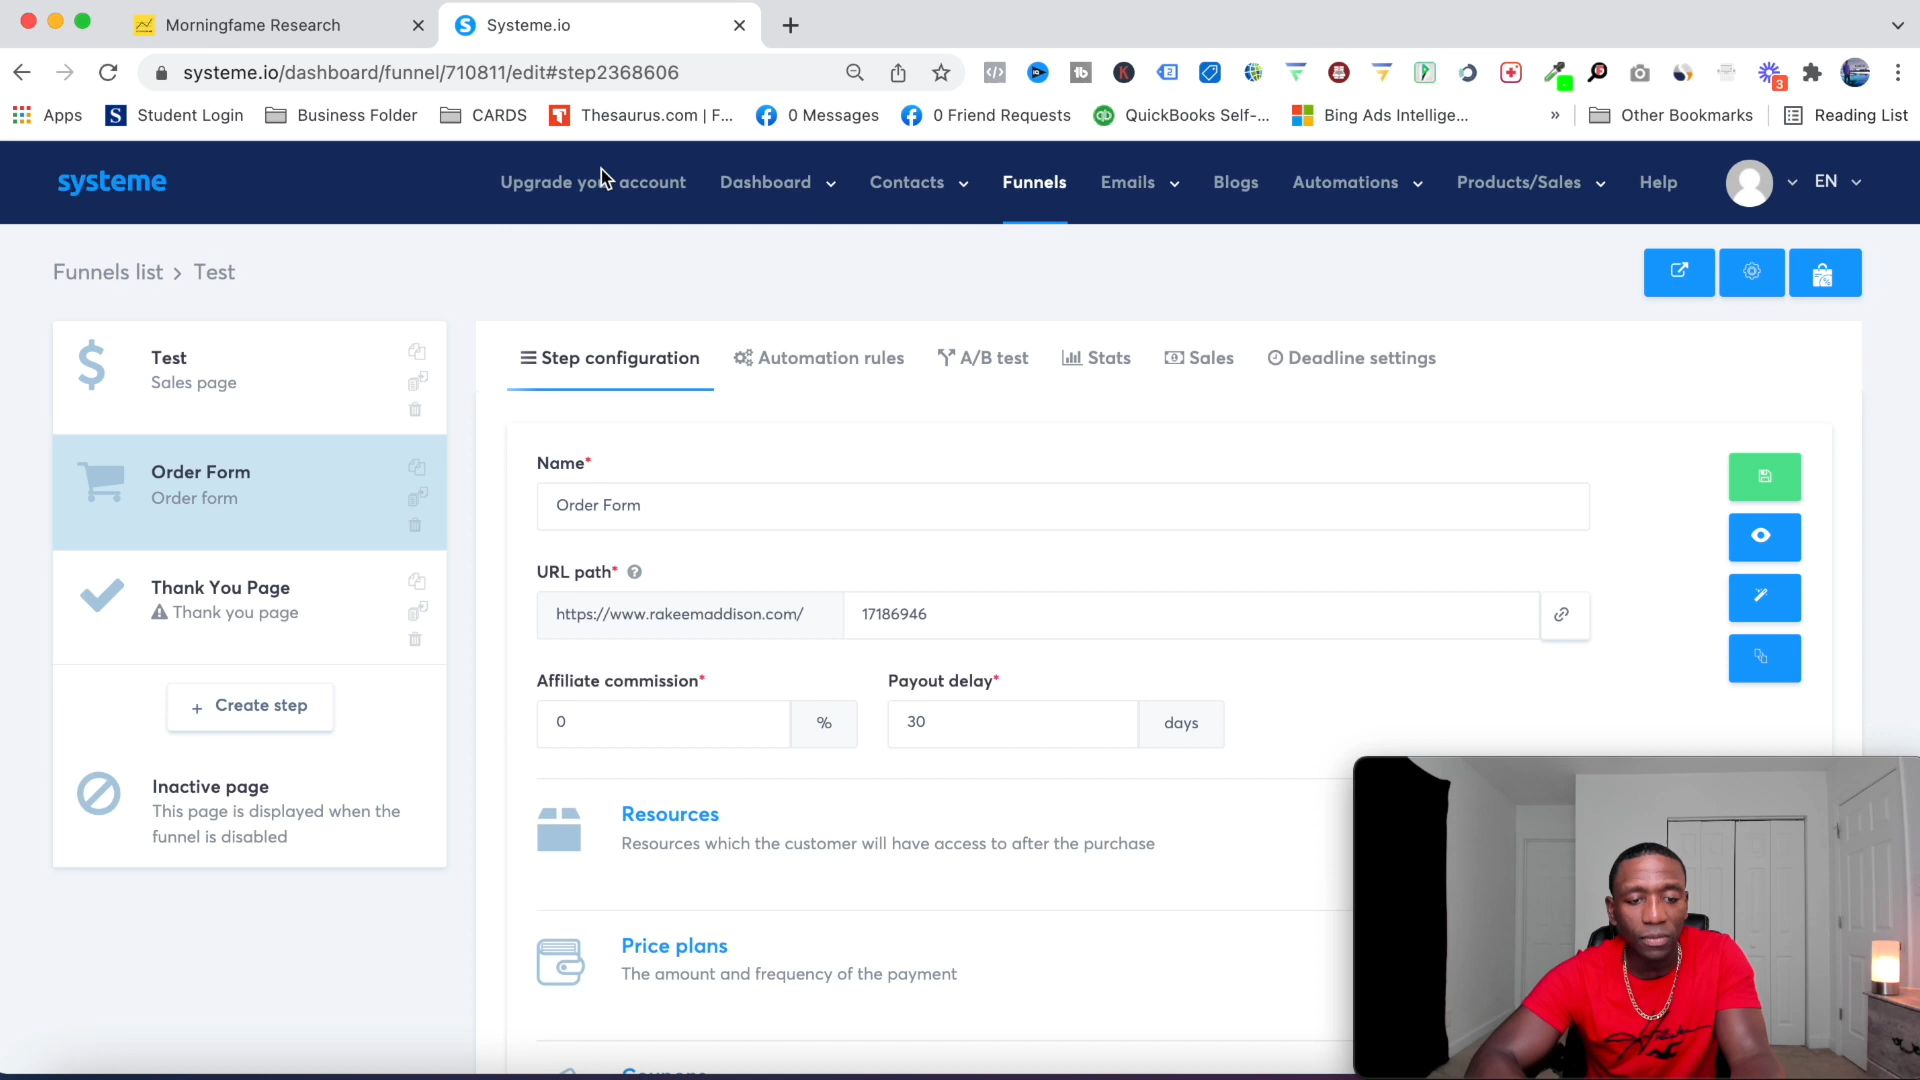 Morningfame Research
Systeme.io
systeme.io/dashboard/funnel/710811/edit#step2368606
Apps
Student Login
Business Folder
CARDS
Thesaurus.com | F...
0 Messages
0 Friend Requests
QuickBooks Self-...
Bing Ads Intellige...
»
Other Bookmarks
Reading List
systeme
Upgrade your account
Dashboard
Contacts
Funnels
Emails
Blogs
Automations
Products/Sales
Help
EN
Funnels list > Test
Test
Sales page
Order Form
Order form
Thank You Page
Thank you page
+ Create step
Inactive page
This page is displayed when the
funnel is disabled
Step configuration
Automation rules
A/B test
Stats
Sales
Deadline settings
Name*
Order Form
URL path*
https://www.rakeemaddison.com/
17186946
Affiliate commission*
Payout delay*
0
%
30
days
Resources
Resources which the customer will have access to after the purchase
Price plans
The amount and frequency of the payment